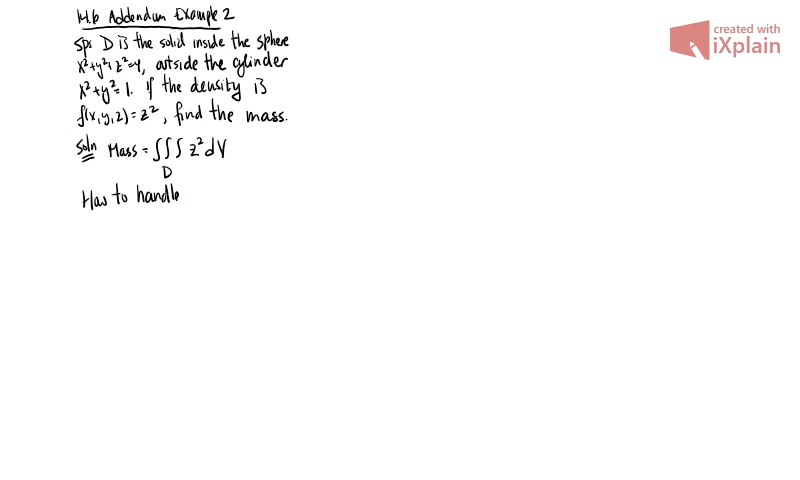 14.6 Addendum Example 2
Sps D is the solid inside the sphere
x²+y²+z²=4, outside the cylinder
x²+y²=1. If the density is
f(x,y,z)=z², find the mass.
Soln Mass = ∫∫∫ z² dV
D
How to handle
created with
iXplain